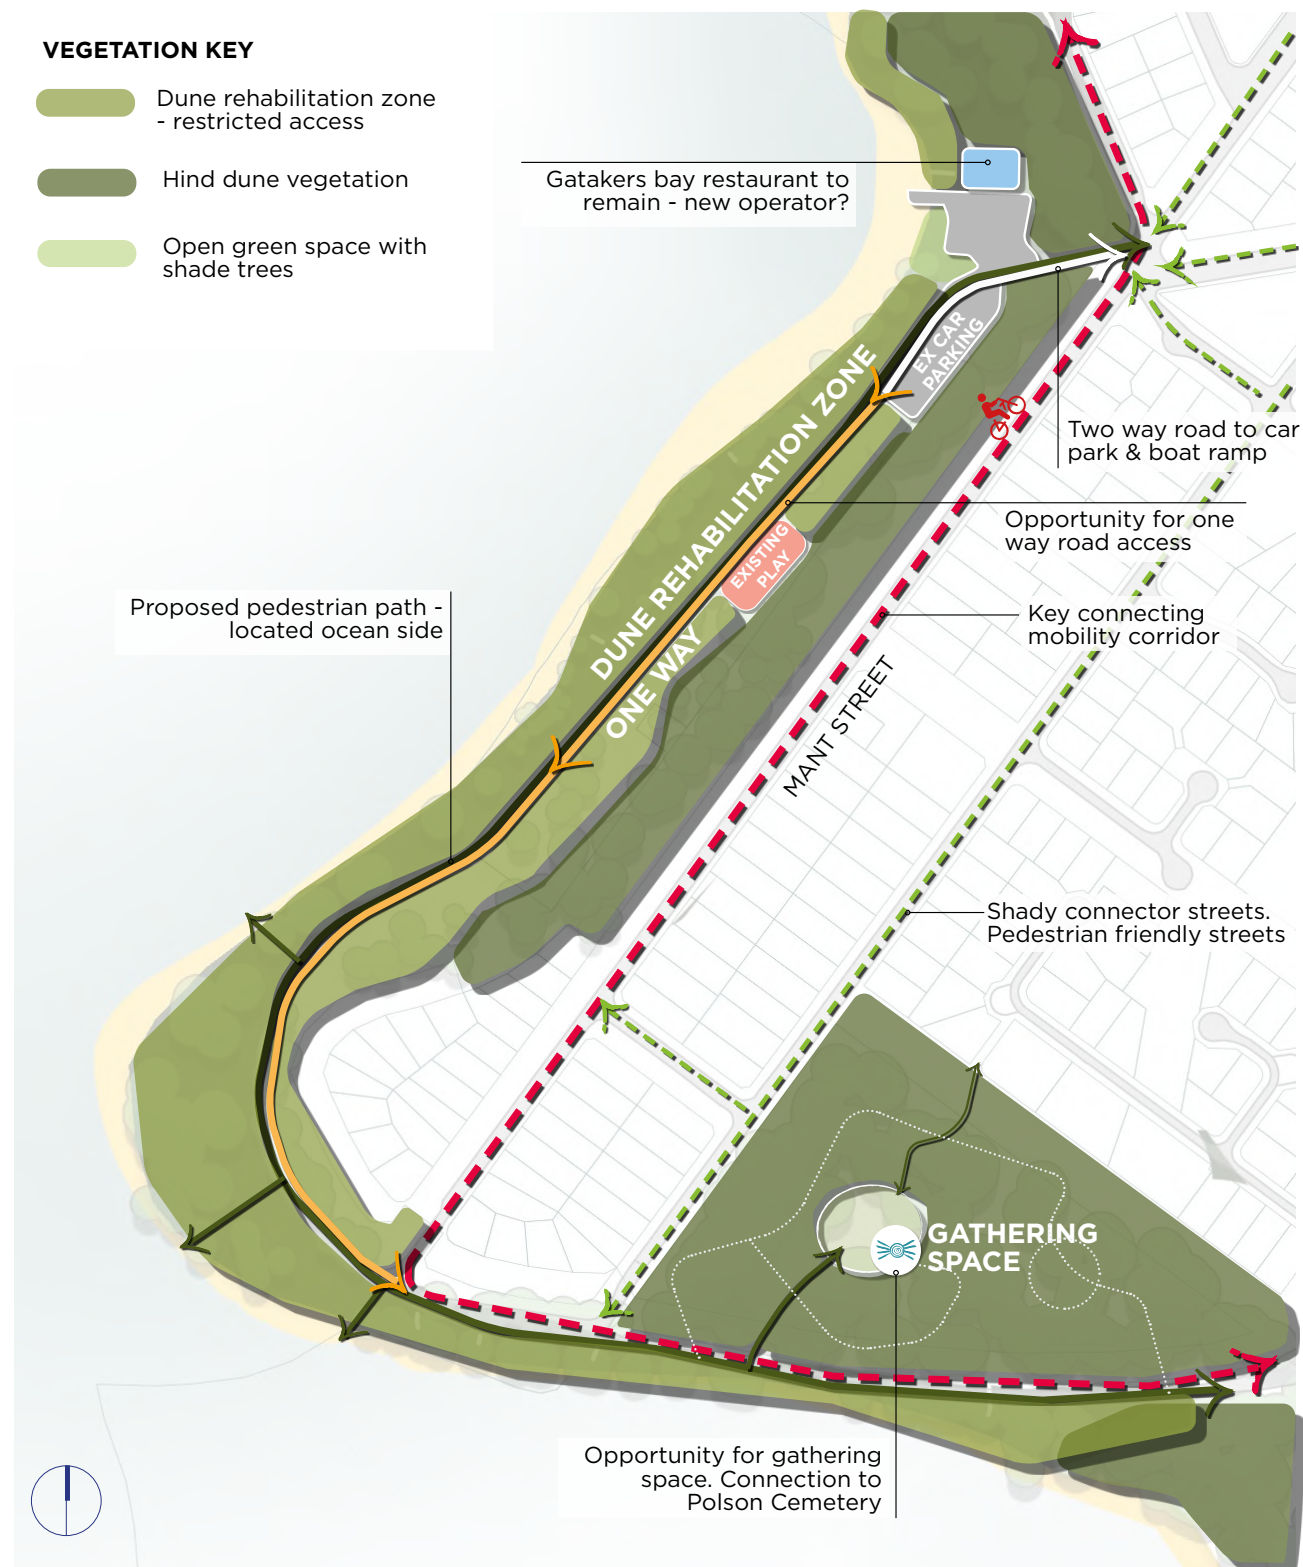 VEGETATION KEY
Dune rehabilitation zone
- restricted access
Hind dune vegetation
Open green space with
shade trees
Gatakers bay restaurant to
remain - new operator?
EX CAR
PARKING
Two way road to car
park & boat ramp
DUNE REHABILITATION ZONE
Opportunity for one
way road access
EXISTING
PLAY
Proposed pedestrian path -
located ocean side
Key connecting
mobility corridor
ONE WAY
MANT STREET
Shady connector streets.
Pedestrian friendly streets
GATHERING
SPACE
Opportunity for gathering
space. Connection to
Polson Cemetery